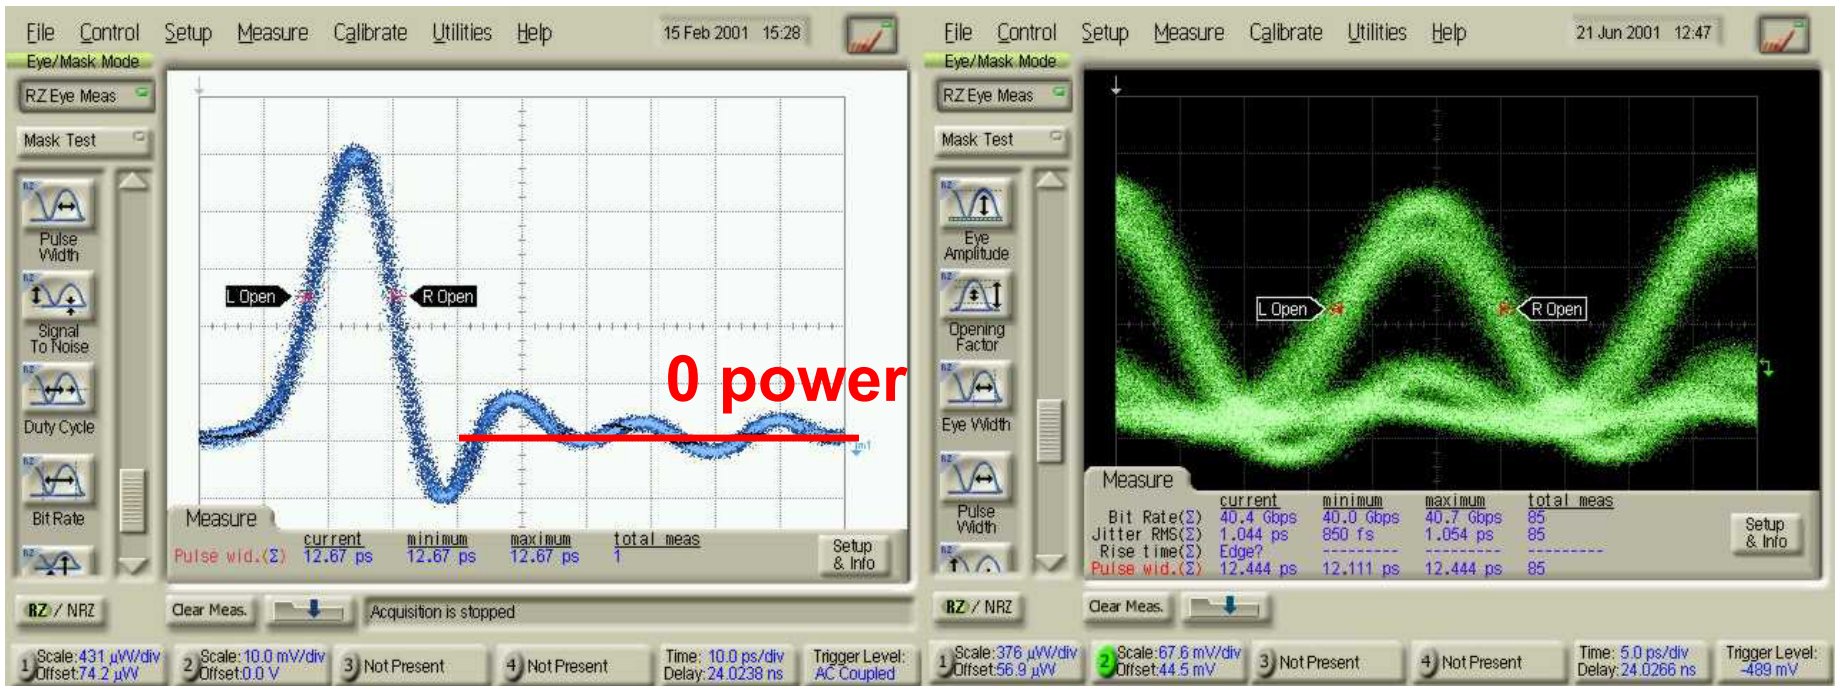 File Control Setup Measure Calibrate Utilities Help 15 Feb 2001 15:28
Eye/Mask Mode
RZ Eye Meas
Mask Test
RZ
Pulse
Width
RZ
Signal
To Noise
RZ
Duty Cycle
RZ
Bit Rate
RZ
L Open
R Open
0 power
im1
Measure
current minimum maximum total meas
Pulse wid.(Σ) 12.67 ps 12.67 ps 12.67 ps 1
Setup
& Info
RZ / NRZ
Clear Meas.
Acquisition is stopped
1 Scale:431 µW/div
Offset:74.2 µW
2 Scale:10.0 mV/div
Offset:0.0 V
3 Not Present
4 Not Present
Time: 10.0 ps/div
Delay:24.0238 ns
Trigger Level:
AC Coupled
File Control Setup Measure Calibrate Utilities Help 21 Jun 2001 12:47
Eye/Mask Mode
RZ Eye Meas
Mask Test
RZ
Eye
Amplitude
RZ
Opening
Factor
RZ
Eye Width
RZ
Pulse
Width
RZ
L Open
R Open
Measure
current minimum maximum total meas
Bit Rate(Σ) 40.4 Gbps 40.0 Gbps 40.7 Gbps 85
Jitter RMS(Σ) 1.044 ps 850 fs 1.054 ps 85
Rise time(Σ) Edge? --------- --------- ---------
Pulse wid.(Σ) 12.444 ps 12.111 ps 12.444 ps 85
Setup
& Info
RZ / NRZ
Clear Meas.
1 Scale:376 µW/div
Offset:56.9 µW
2 Scale:67.6 mV/div
Offset:44.5 mV
3 Not Present
4 Not Present
Time: 5.0 ps/div
Delay:24.0266 ns
Trigger Level:
-489 mV